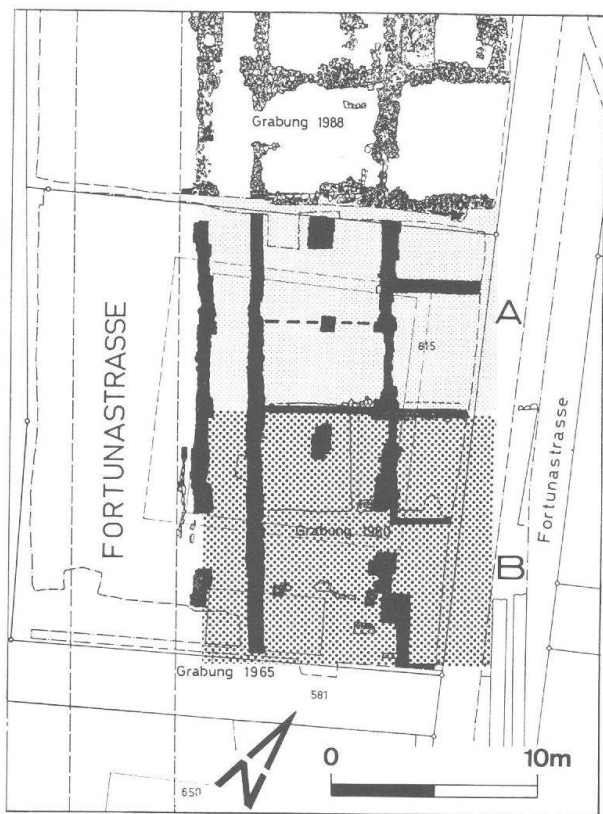 Grabung 1988
A
615
FORTUNASTRASSE
Fortunastrasse
Grabung 1980
B
Grabung 1965
581
N
0 10m
650